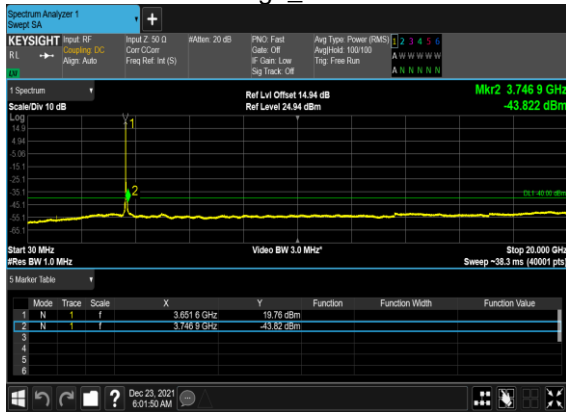 Spectrum Analyzer 1
Swept SA
+
KEYSIGHT Input: RF Input Z: 50 Ω #Atten: 20 dB PNO: Fast Avg Type: Power (RMS) 1 2 3 4 5 6
RL Coupling: DC Corr CCorr Gate: Off Avg|Hold: 100/100 A W W W W W
Align: Auto Freq Ref: Int (S) IF Gain: Low Trig: Free Run
LXI Sig Track: Off A N N N N N
1 Spectrum Ref Lvl Offset 14.94 dB Mkr2 3.746 9 GHz
Scale/Div 10 dB Ref Level 24.94 dBm -43.822 dBm
Log
14.9 1
4.94
-5.06
-15.1
-25.1
-35.1 2 DL1 -40.00 dBm
-45.1
-55.1
-65.1
Start 30 MHz Video BW 3.0 MHz* Stop 20.000 GHz
#Res BW 1.0 MHz Sweep ~38.3 ms (40001 pts)
5 Marker Table
Mode Trace Scale X Y Function Function Width Function Value
1 N 1 f 3.651 6 GHz 19.76 dBm
2 N 1 f 3.746 9 GHz -43.82 dBm
3
4
5
6
? Dec 23, 2021
6:01:50 AM